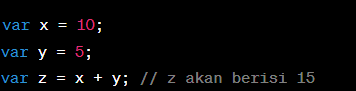 var x = 10;
var y = 5;
var z = x + y; // z akan berisi 15